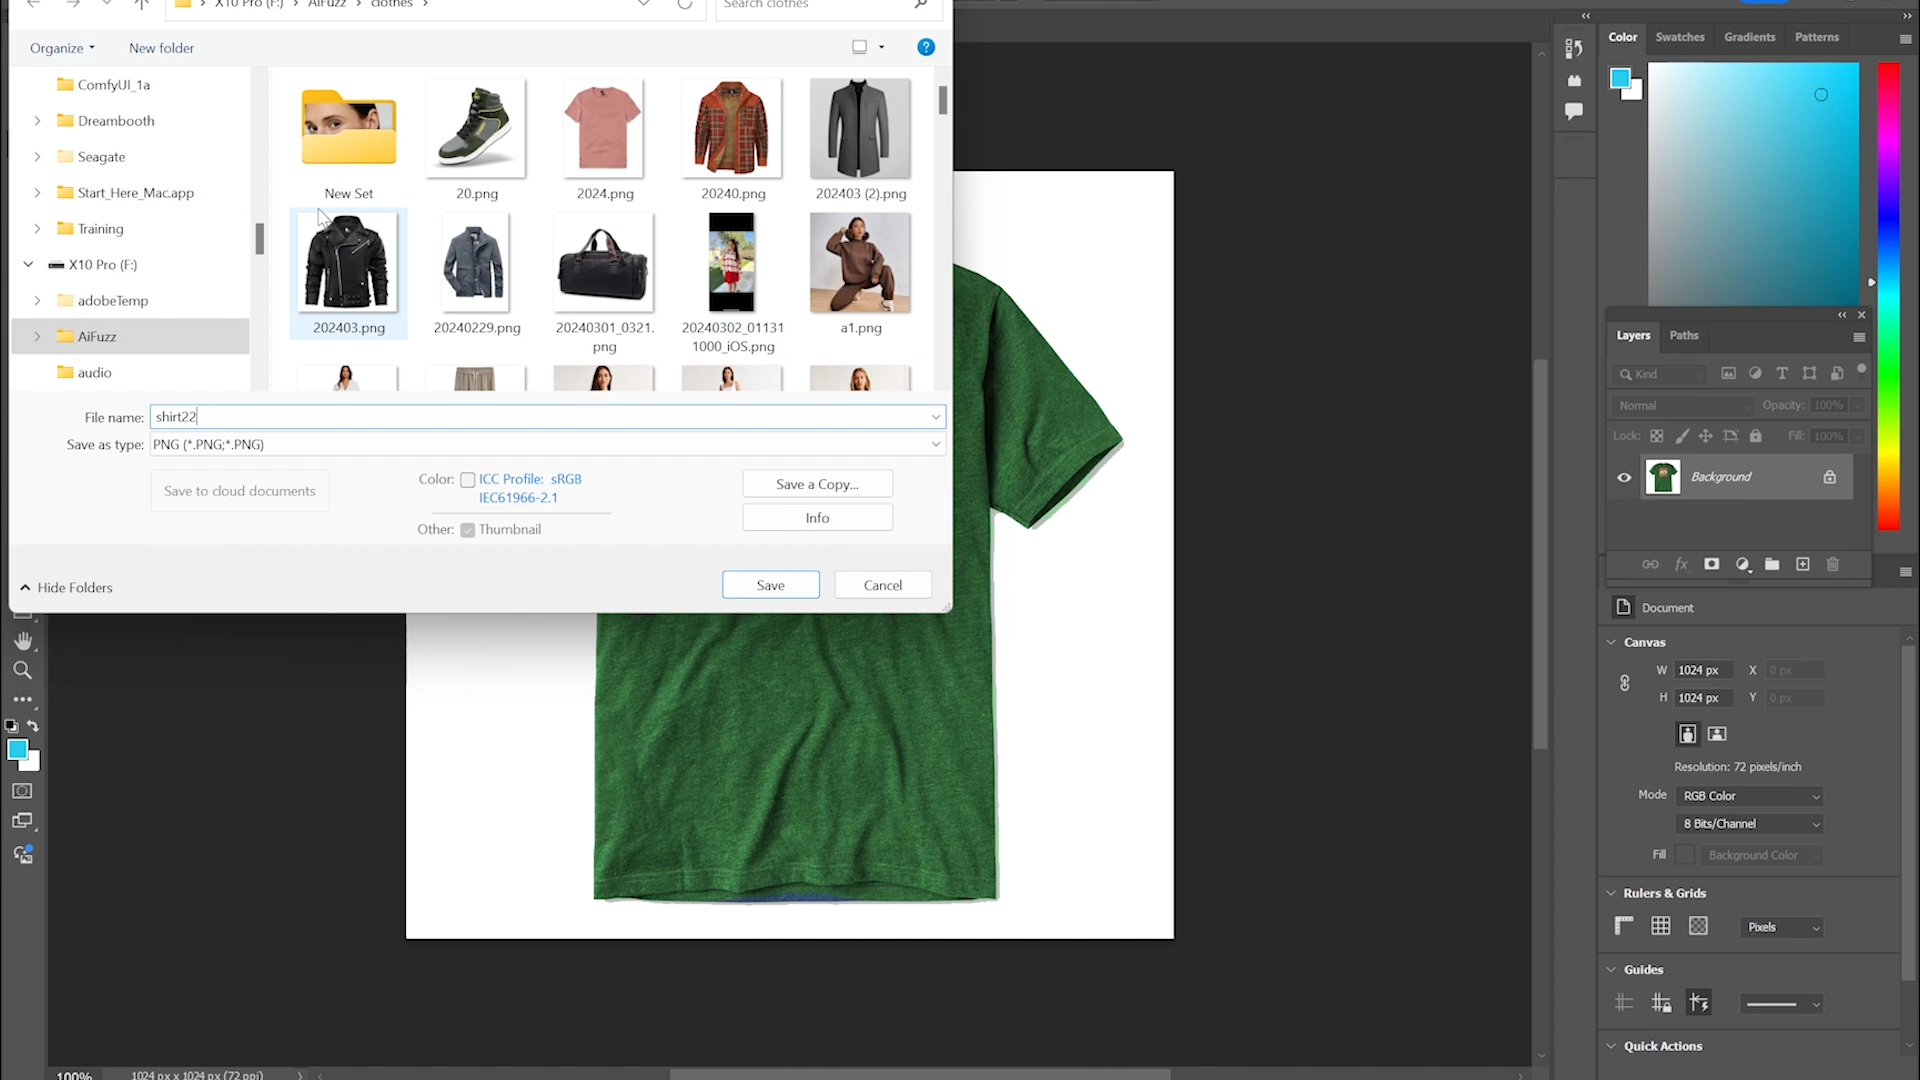 X10 Pro (F:) › AiFuzz › clothes ›
Search clothes
Organize
New folder
?
ComfyUI_1a
Dreambooth
Seagate
Start_Here_Mac.app
Training
X10 Pro (F:)
adobeTemp
AiFuzz
audio
New Set
20.png
2024.png
20240.png
202403 (2).png
202403.png
20240229.png
20240301_0321.
png
20240302_01131
1000_iOS.png
a1.png
File name: shirt22
Save as type: PNG (*.PNG;*.PNG)
Save to cloud documents
Color: ICC Profile: sRGB
IEC61966-2.1
Other: Thumbnail
Save a Copy...
Info
Hide Folders
Save
Cancel
Color
Swatches
Gradients
Patterns
Layers
Paths
Kind
Normal
Opacity: 100%
Lock:
Fill: 100%
Background
fx
Document
Canvas
W 1024 px X 0 px
H 1024 px Y 0 px
Resolution: 72 pixels/inch
Mode RGB Color
8 Bits/Channel
Fill Background Color
Rulers & Grids
Pixels
Guides
Quick Actions
100%
1024 px x 1024 px (72 ppi)